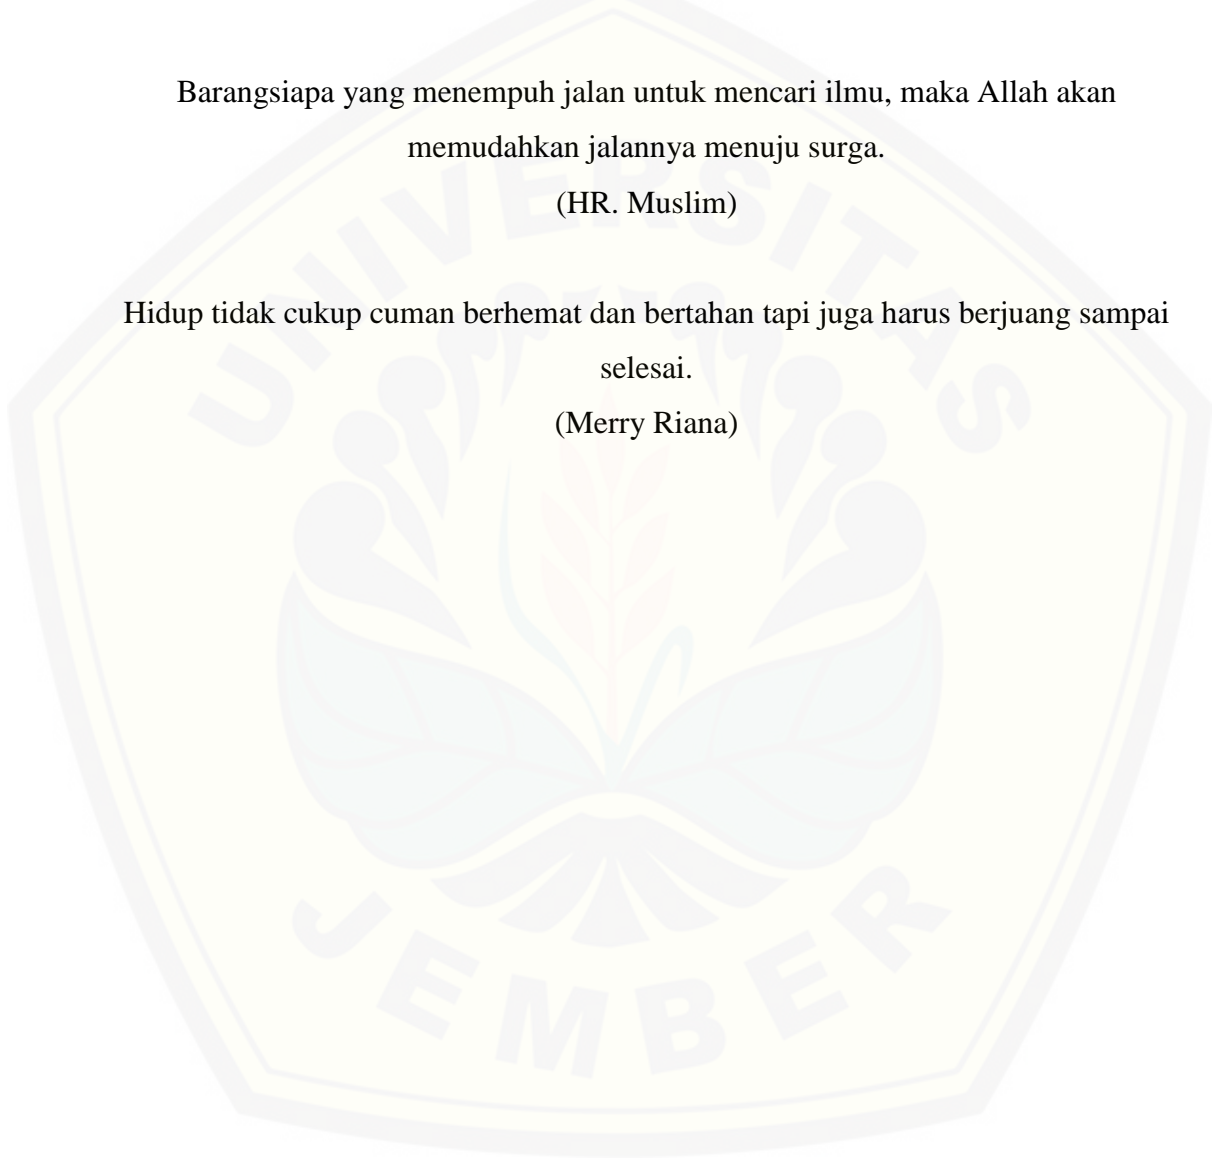 Barangsiapa yang menempuh jalan untuk mencari ilmu, maka Allah akan
memudahkan jalannya menuju surga.
(HR. Muslim)
Hidup tidak cukup cuman berhemat dan bertahan tapi juga harus berjuang sampai
selesai.
(Merry Riana)
UNIVERSITAS
JEMBER